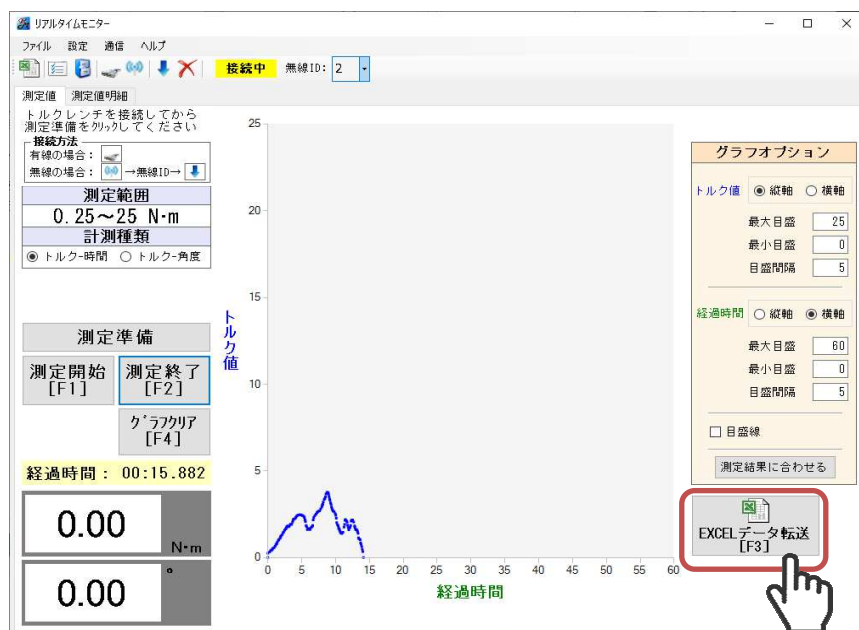 リアルタイムモニター
ファイル 設定 通信 ヘルプ
接続中 無線ID: 2
測定値 測定値明細
トルクレンチを接続してから
測定準備をクリックしてください
接続方法
有線の場合：
無線の場合： →無線ID→
測定範囲
0.25～25 N･m
計測種類
トルク-時間 トルク-角度
測定準備
測定開始
[F1]
測定終了
[F2]
グラフクリア
[F4]
経過時間： 00:15.882
0.00
N･m
0.00
°
トルク値
25
20
15
10
5
0
0 5 10 15 20 25 30 35 40 45 50 55 60
経過時間
グラフオプション
トルク値 縦軸 横軸
最大目盛 25
最小目盛 0
目盛間隔 5
経過時間 縦軸 横軸
最大目盛 60
最小目盛 0
目盛間隔 5
目盛線
測定結果に合わせる
EXCELデータ転送
[F3]